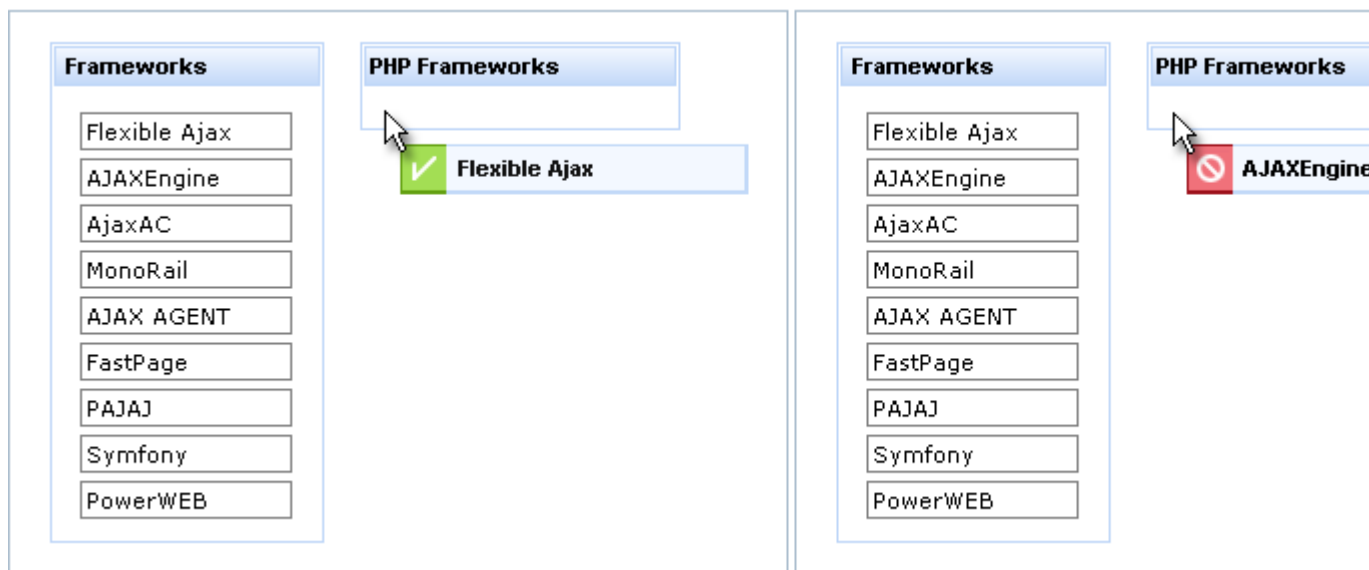 Frameworks
Flexible Ajax
AJAXEngine
AjaxAC
MonoRail
AJAX AGENT
FastPage
PAJAJ
Symfony
PowerWEB
PHP Frameworks
Flexible Ajax
Frameworks
Flexible Ajax
AJAXEngine
AjaxAC
MonoRail
AJAX AGENT
FastPage
PAJAJ
Symfony
PowerWEB
PHP Frameworks
AJAXEngine